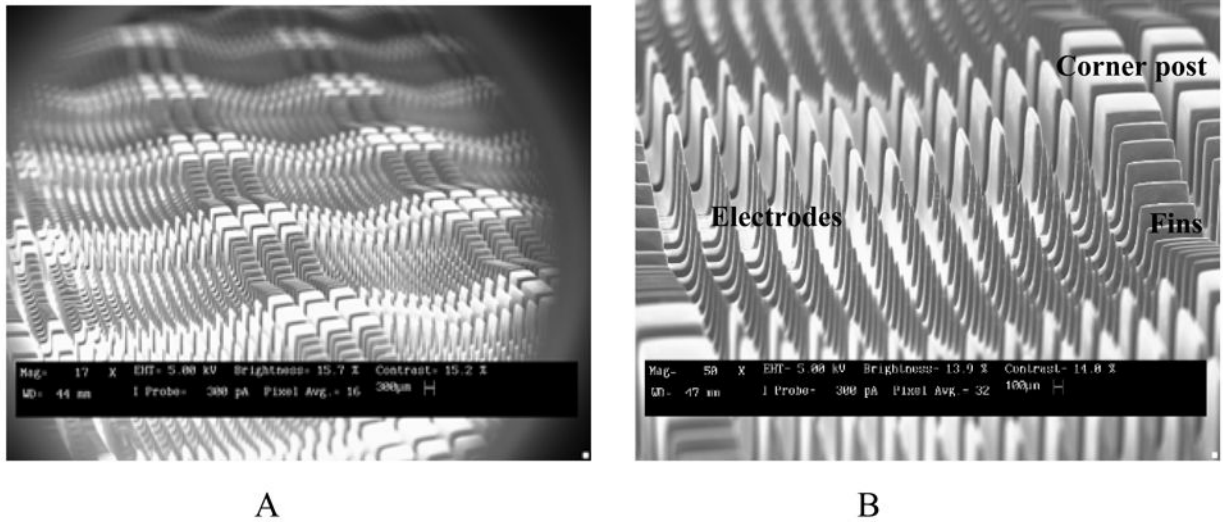 Corner post
Electrodes
Fins
Mag= 17 X EHT= 5.00 kV Brightness= 15.7 % Contrast= 15.2 %
WD= 44 mm I Probe= 300 pA Pixel Avg.= 16 300µm
Mag= 50 X EHT= 5.00 kV Brightness= 13.9 % Contrast= 14.0 %
WD= 47 mm I Probe= 300 pA Pixel Avg.= 32 100µm
A
B